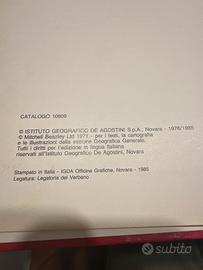 CATALOGO 10609
© ISTITUTO GEOGRAFICO DE AGOSTINI S.p.A., Novara - 1976/1985
© Mitchell Beazley Ltd 1971 - per i testi, la cartografia
e le illustrazioni della sezione Geografica Generale.
Tutti i diritti per l'edizione in lingua italiana
riservati all'Istituto Geografico De Agostini, Novara.
Stampato in Italia - IGDA Officine Grafiche, Novara - 1985
Legatura: Legatoria del Verbano
subito